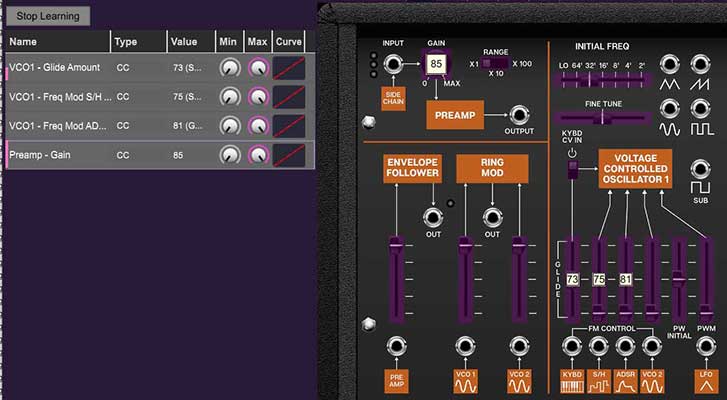 Stop Learning
Name Type Value Min Max Curve
VCO1 - Glide Amount CC 73 (S...
VCO1 - Freq Mod S/H ... CC 75 (S...
VCO1 - Freq Mod AD... CC 81 (G...
Preamp - Gain CC 85
INPUT
GAIN
85
0 MAX
RANGE
X1 X100
X 10
SIDE
CHAIN
PREAMP
OUTPUT
ENVELOPE
FOLLOWER
RING
MOD
OUT
OUT
PRE
AMP
VCO 1
VCO 2
INITIAL FREQ
LO 64' 32' 16' 8' 4' 2'
FINE TUNE
KYBD
CV IN
VOLTAGE
CONTROLLED
OSCILLATOR 1
SUB
GLIDE
73
75
81
PW
INITIAL
PWM
FM CONTROL
KYBD
S/H
ADSR
VCO 2
LFO